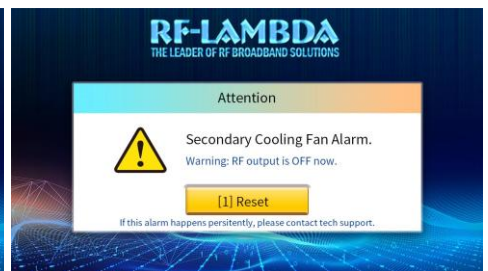 RF-LAMBDA
THE LEADER OF RF BROADBAND SOLUTIONS
Attention
Secondary Cooling Fan Alarm.
Warning: RF output is OFF now.
[1] Reset
If this alarm happens persitently, please contact tech support.